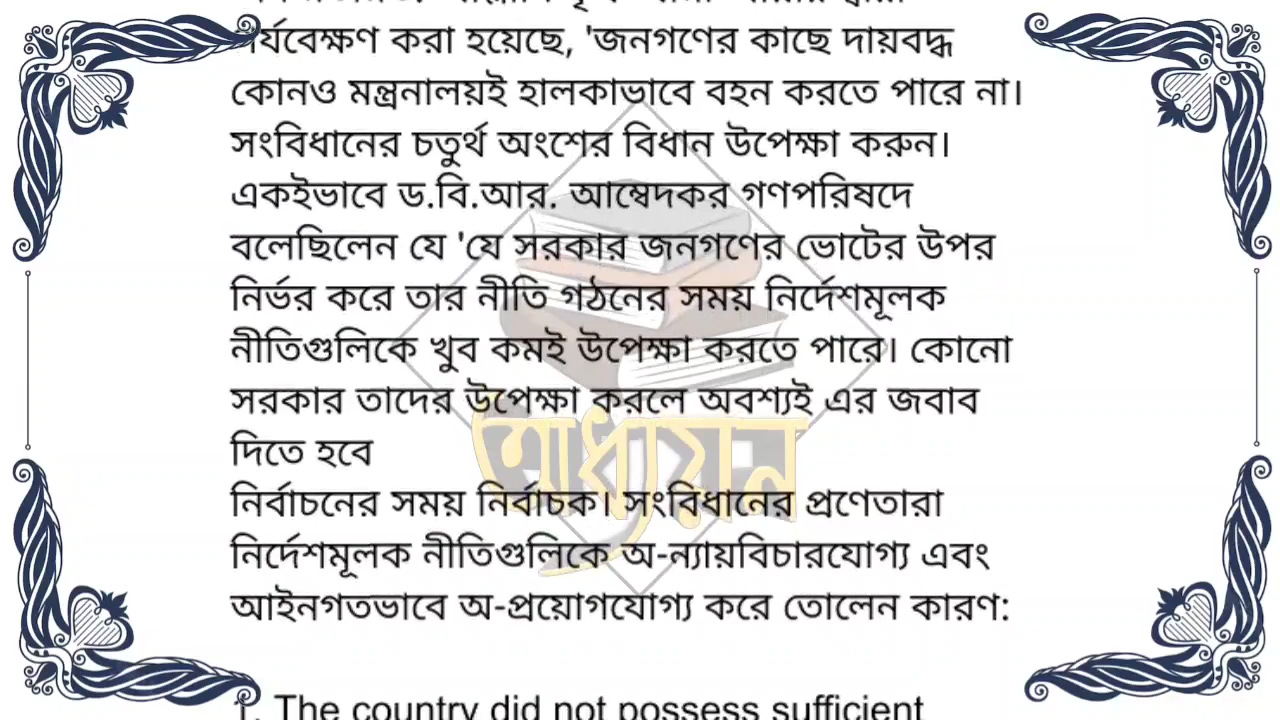 পর্যবেক্ষণ করা হয়েছে, 'জনগণের কাছে দায়বদ্ধ
কোনও মন্ত্রনালয়ই হালকাভাবে বহন করতে পারে না।
সংবিধানের চতুর্থ অংশের বিধান উপেক্ষা করুন।
একইভাবে ড.বি.আর. আম্বেদকর গণপরিষদে
বলেছিলেন যে 'যে সরকার জনগণের ভোটের উপর
নির্ভর করে তার নীতি গঠনের সময় নির্দেশমূলক
নীতিগুলিকে খুব কমই উপেক্ষা করতে পারে। কোনো
সরকার তাদের উপেক্ষা করলে অবশ্যই এর জবাব
দিতে হবে
নির্বাচনের সময় নির্বাচক। সংবিধানের প্রণেতারা
নির্দেশমূলক নীতিগুলিকে অ-ন্যায়বিচারযোগ্য এবং
আইনগতভাবে অ-প্রয়োগযোগ্য করে তোলেন কারণ:
1. The country did not possess sufficient
অধ্যয়ন